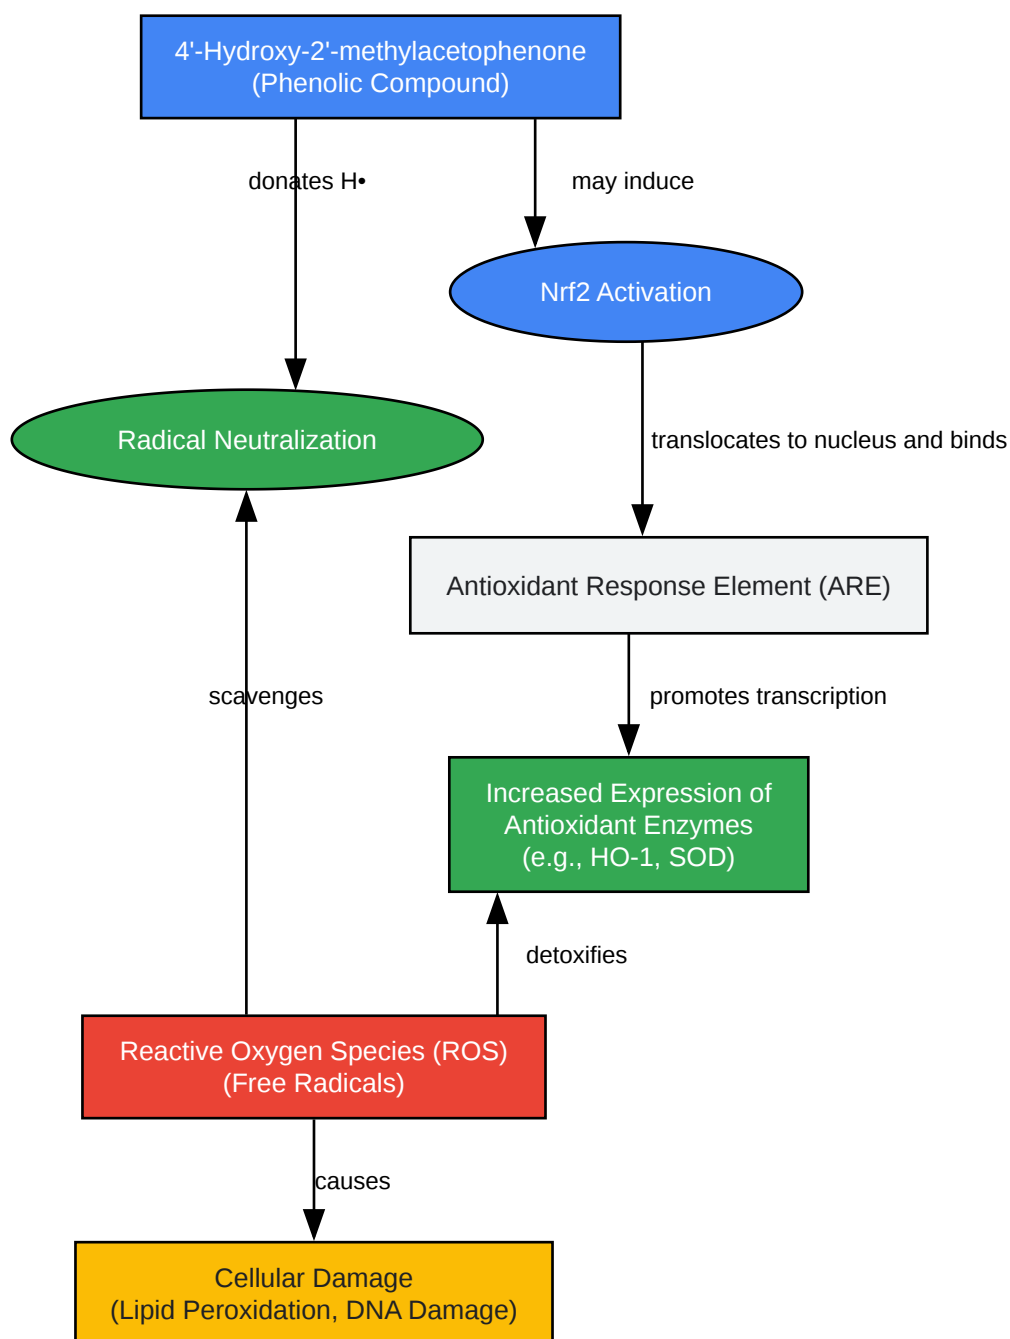 4'-Hydroxy-2'-methylacetophenone
(Phenolic Compound)
donates H•
may induce
Nrf2 Activation
Radical Neutralization
translocates to nucleus and binds
Antioxidant Response Element (ARE)
scavenges
promotes transcription
Increased Expression of
Antioxidant Enzymes
(e.g., HO-1, SOD)
detoxifies
Reactive Oxygen Species (ROS)
(Free Radicals)
causes
Cellular Damage
(Lipid Peroxidation, DNA Damage)